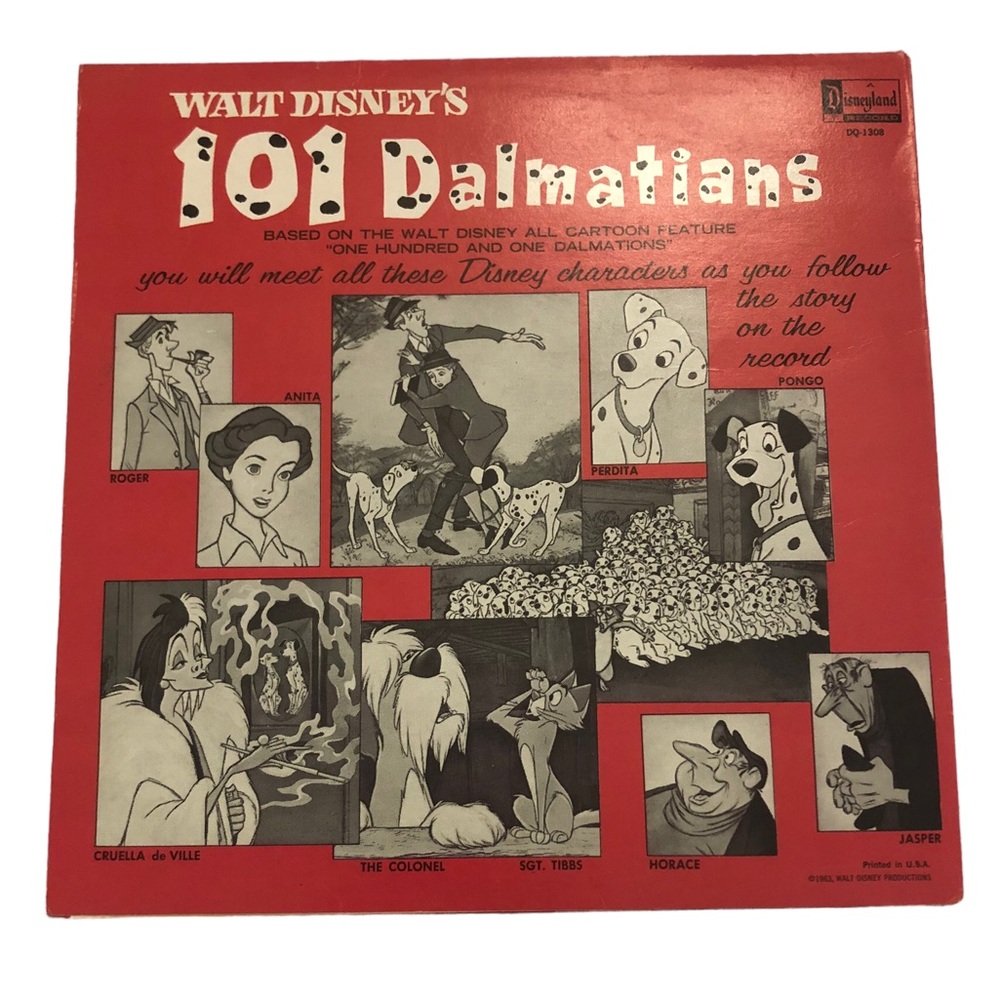 WALT DISNEY'S
101 Dalmatians
A
Disneyland
RECORD
DQ-1308
BASED ON THE WALT DISNEY ALL CARTOON FEATURE
"ONE HUNDRED AND ONE DALMATIONS"
you will meet all these Disney characters as you follow
the story
on the
record
PONGO
ANITA
ROGER
PERDITA
CRUELLA de VILLE
THE COLONEL
SGT. TIBBS
HORACE
JASPER
Printed in U.S.A.
©1963, WALT DISNEY PRODUCTIONS